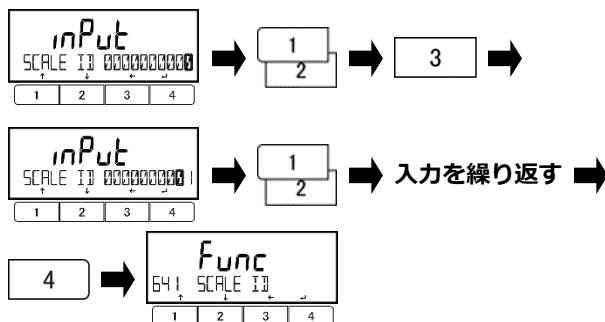 inPut
SCALE ID 0000000000
↑ ↓ ← ↵
1 2 3 4
1
2
3
inPut
SCALE ID 0000000001
↑ ↓ ← ↵
1 2 3 4
1
2
入力を繰り返す
4
Func
641 SCALE ID
↑ ↓ ← ↵
1 2 3 4